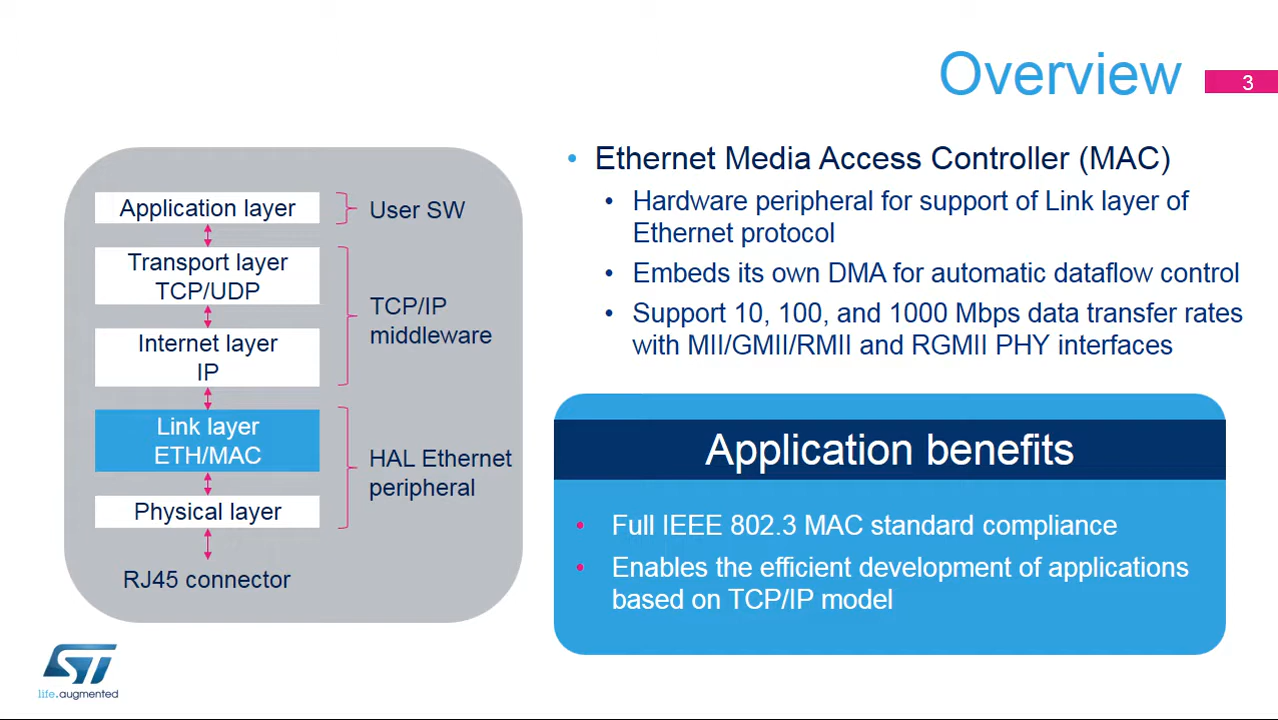 Overview
3
Application layer
User SW
Transport layer
TCP/UDP
TCP/IP
middleware
Internet layer
IP
Link layer
ETH/MAC
HAL Ethernet
peripheral
Physical layer
RJ45 connector
• Ethernet Media Access Controller (MAC)
• Hardware peripheral for support of Link layer of
Ethernet protocol
• Embeds its own DMA for automatic dataflow control
• Support 10, 100, and 1000 Mbps data transfer rates
with MII/GMII/RMII and RGMII PHY interfaces
Application benefits
• Full IEEE 802.3 MAC standard compliance
• Enables the efficient development of applications
based on TCP/IP model
ST
life.augmented